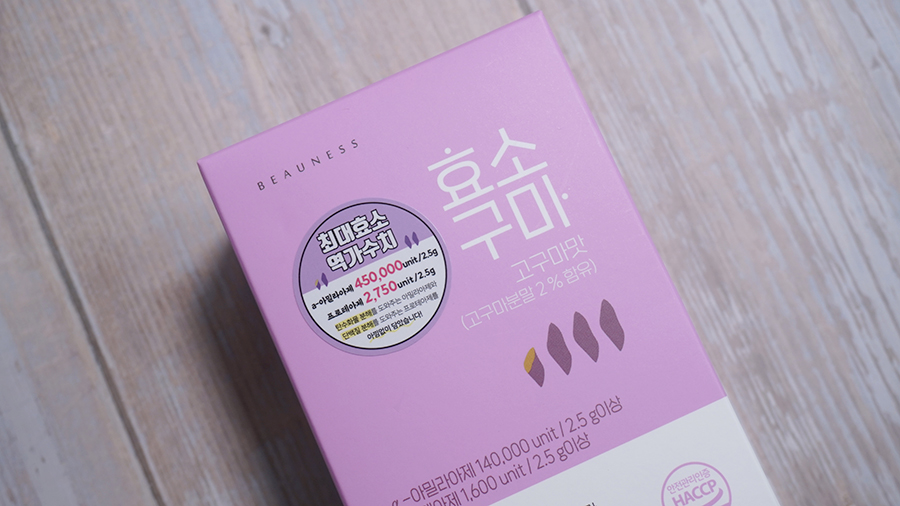 BEAUNESS
효소
구마
고구마맛
(고구마분말 2% 함유)
최대효소
역가수치
a-아밀라아제 450,000unit/2.5g
프로테아제 2,750unit/2.5g
탄수화물 분해를 도와주는 아밀라아제와
단백질 분해를 도와주는 프로테아제를
아낌없이 담았습니다!
α-아밀라아제 140,000 unit / 2.5 g이상
테아제 1,600 unit / 2.5 g이상
안전관리인증
HACCP